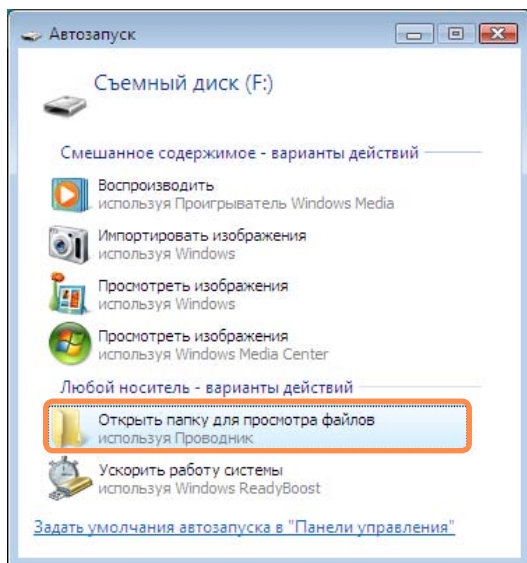 Автозапуск
Съемный диск (F:)
Смешанное содержимое - варианты действий
Воспроизводить
используя Проигрыватель Windows Media
Импортировать изображения
используя Windows
Просмотреть изображения
используя Windows
Просмотреть изображения
используя Windows Media Center
Любой носитель - варианты действий
Открыть папку для просмотра файлов
используя Проводник
Ускорить работу системы
используя Windows ReadyBoost
Задать умолчания автозапуска в "Панели управления"